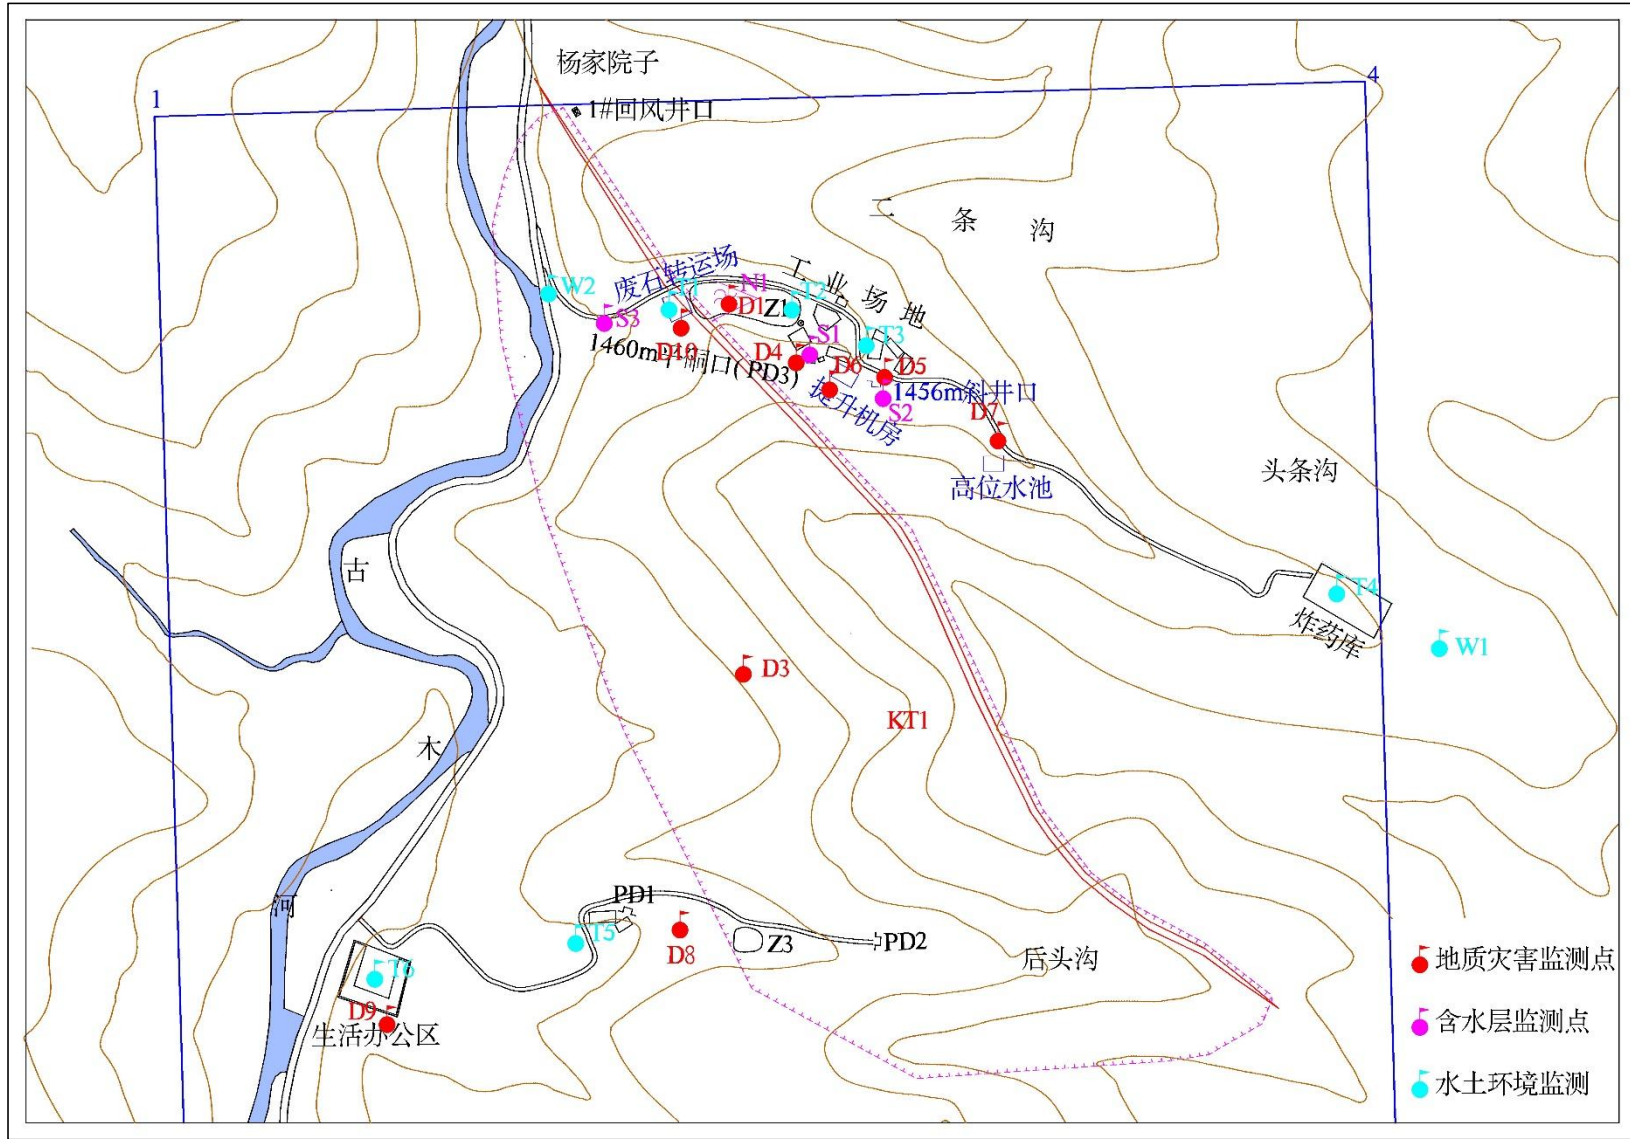 杨家院子
4
1
1#回风井口
二条沟
工业场地
废石转运场
N1
W2
T1
T2
D1
Z1
S3
S1
T3
1460m平硐口(PD3)
D10
D4
D6
D5
1456m斜井口
提升机房
S2
D7
头条沟
高位水池
古木河
T4
炸药库
W1
D3
KT1
PD1
T5
D8
Z3
PD2
后头沟
地质灾害监测点
T6
D9
生活办公区
含水层监测点
水土环境监测